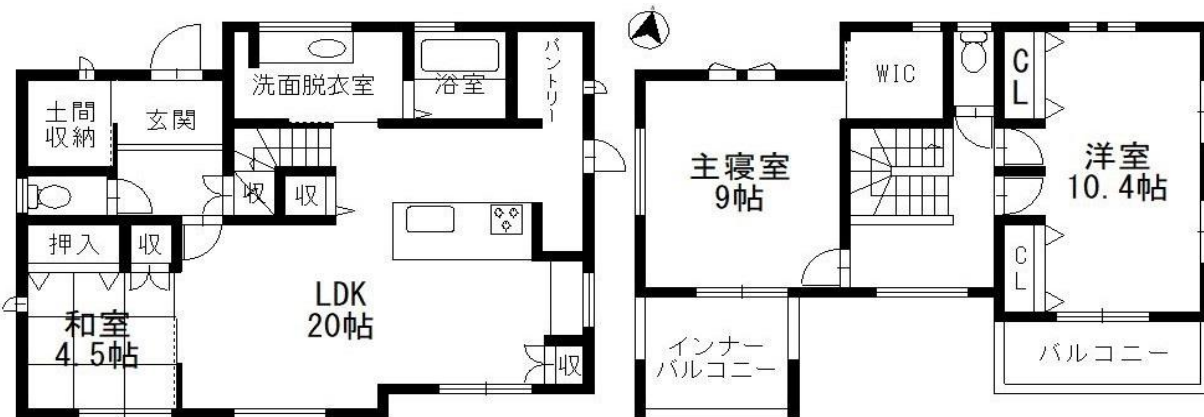 洗面脱衣室
浴室
パントリー
土間
収納
玄関
収
収
押入
収
LDK
20帖
和室
4.5帖
収
WIC
CL
主寝室
9帖
洋室
10.4帖
CL
インナー
バルコニー
バルコニー